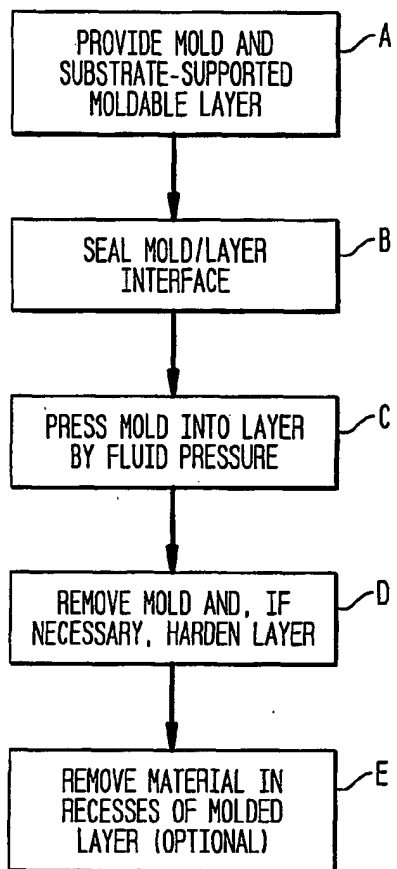 PROVIDE MOLD AND
SUBSTRATE-SUPPORTED
MOLDABLE LAYER
A
SEAL MOLD/LAYER
INTERFACE
B
PRESS MOLD INTO LAYER
BY FLUID PRESSURE
C
REMOVE MOLD AND, IF
NECESSARY, HARDEN LAYER
D
REMOVE MATERIAL IN
RECESSES OF MOLDED
LAYER (OPTIONAL)
E